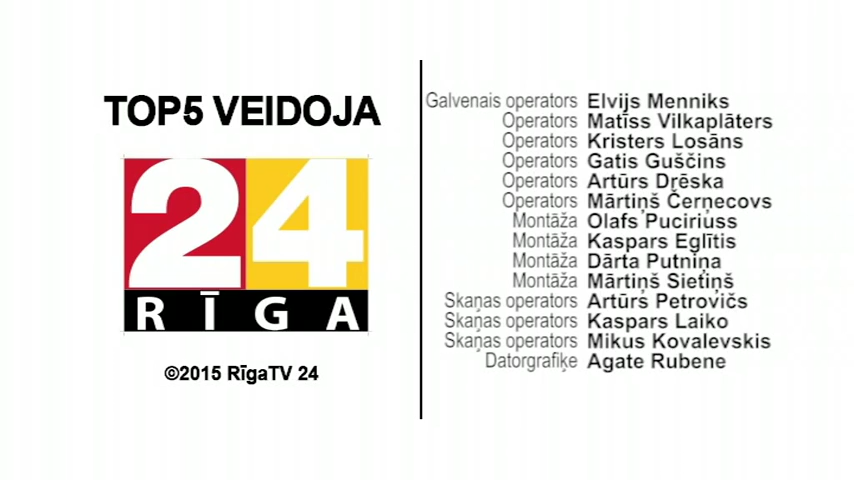 TOP5 VEIDOJA
24
RĪGA
©2015 RīgaTV 24
Galvenais operators Elvijs Menniks
Operators Matīss Vilkaplāters
Operators Kristers Losāns
Operators Gatis Guščins
Operators Artūrs Drēska
Operators Mārtiņš Čerņecovs
Montāža Olafs Puciriuss
Montāža Kaspars Eglītis
Montāža Dārta Putniņa
Montāža Mārtiņš Sietiņš
Skaņas operators Artūrs Petrovičs
Skaņas operators Kaspars Laiko
Skaņas operators Mikus Kovalevskis
Datorgrafiķe Agate Rubene